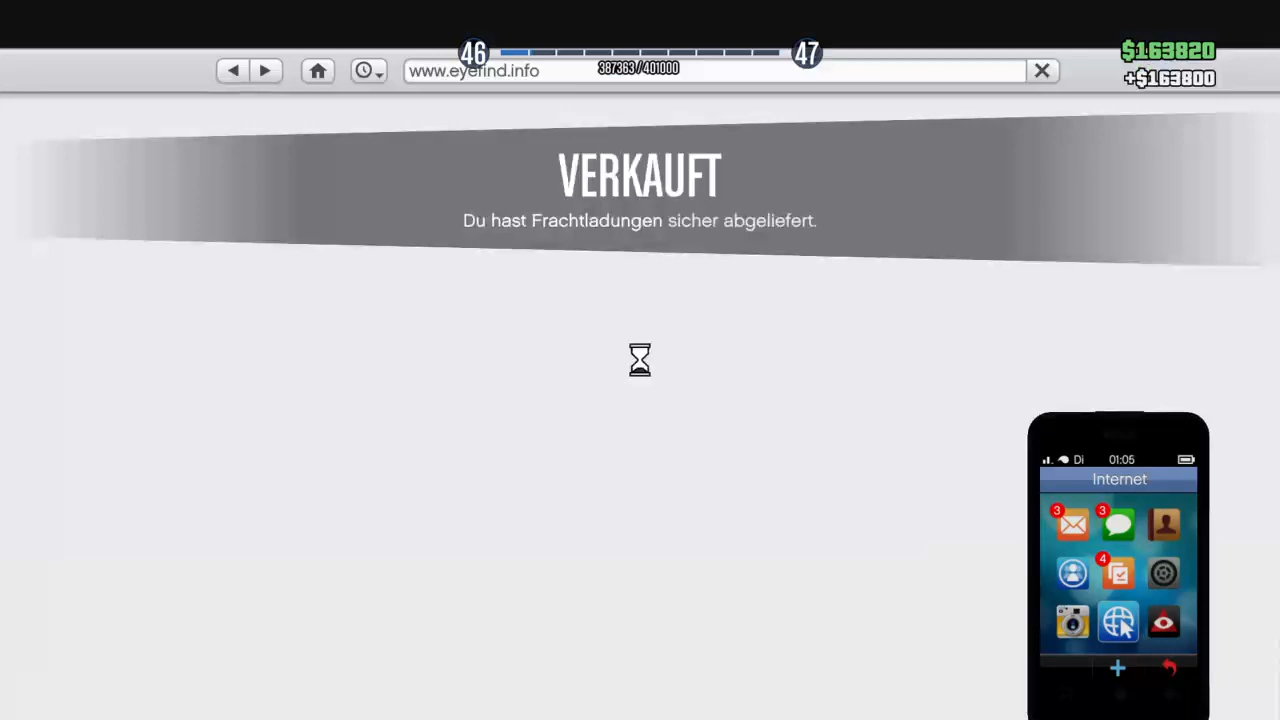 46
47
387363/401000
$163820
+$163800
www.eyefind.info
VERKAUFT
Du hast Frachtladungen sicher abgeliefert.
Di 01:05
Internet
3
3
4